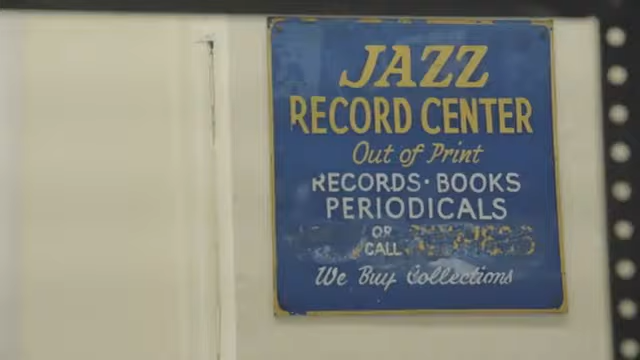 JAZZ
RECORD CENTER
Out of Print
RECORDS · BOOKS
PERIODICALS
OR
CALL
We Buy Collections